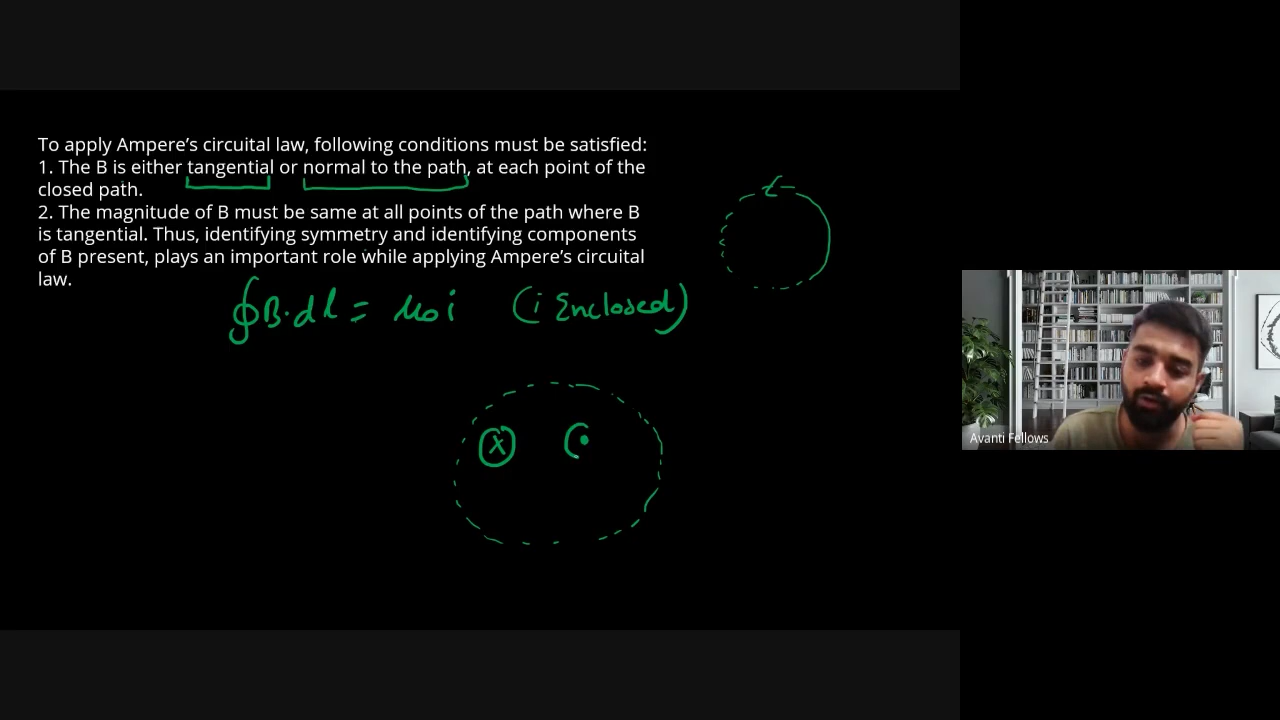 To apply Ampere’s circuital law, following conditions must be satisfied:
1. The B is either tangential or normal to the path, at each point of the
closed path.
2. The magnitude of B must be same at all points of the path where B
is tangential. Thus, identifying symmetry and identifying components
of B present, plays an important role while applying Ampere’s circuital
law.
∮B·dl = μ₀i (i Enclosed)
Avanti Fellows